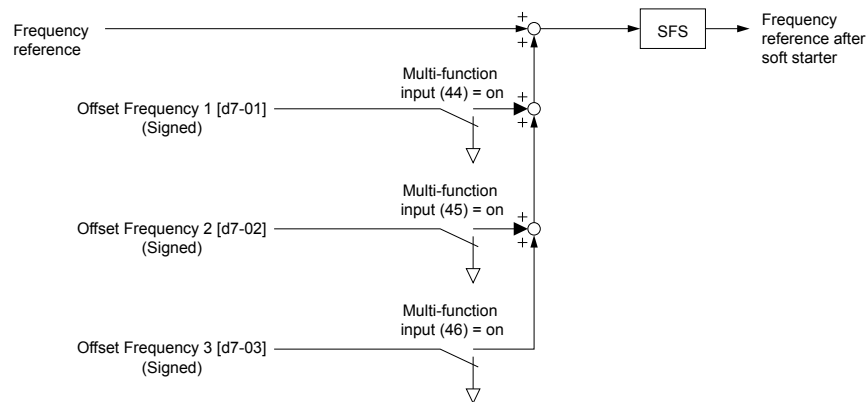 Frequency
reference
+
+
SFS
Frequency
reference after
soft starter
Multi-function
input (44) = on
Offset Frequency 1 [d7-01]
(Signed)
+
+
Multi-function
input (45) = on
Offset Frequency 2 [d7-02]
(Signed)
+
+
Multi-function
input (46) = on
Offset Frequency 3 [d7-03]
(Signed)